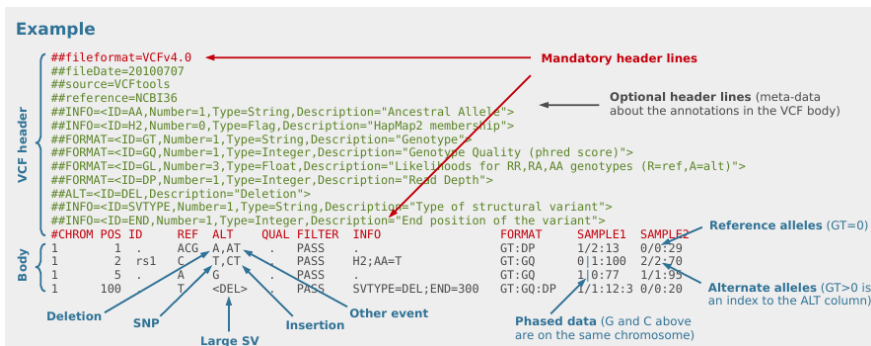 Example
##fileformat=VCFv4.0
##fileDate=20100707
##source=VCFtools
##reference=NCBI36
##INFO=<ID=AA,Number=1,Type=String,Description="Ancestral Allele">
##INFO=<ID=H2,Number=0,Type=Flag,Description="HapMap2 membership">
##FORMAT=<ID=GT,Number=1,Type=String,Description="Genotype">
##FORMAT=<ID=GQ,Number=1,Type=Integer,Description="Genotype Quality (phred score)">
##FORMAT=<ID=GL,Number=3,Type=Float,Description="Likelihoods for RR,RA,AA genotypes (R=ref,A=alt)">
##FORMAT=<ID=DP,Number=1,Type=Integer,Description="Read Depth">
##ALT=<ID=DEL,Description="Deletion">
##INFO=<ID=SVTYPE,Number=1,Type=String,Description="Type of structural variant">
##INFO=<ID=END,Number=1,Type=Integer,Description="End position of the variant">
#CHROM POS ID REF ALT QUAL FILTER INFO FORMAT SAMPLE1 SAMPLE2
1 1 . ACG A,AT . PASS . GT:DP 1/2:13 0/0:29
1 2 rs1 C T,CT . PASS H2;AA=T GT:GQ 0|1:100 2/2:70
1 5 . A G . PASS . GT:GQ 1|0:77 1/1:95
1 100 . T <DEL> . PASS SVTYPE=DEL;END=300 GT:GQ:DP 1/1:12:3 0/0:20
VCF header
Body
Mandatory header lines
Optional header lines (meta-data
about the annotations in the VCF body)
Reference alleles (GT=0)
Alternate alleles (GT>0 is
an index to the ALT column)
Phased data (G and C above
are on the same chromosome)
Deletion
SNP
Large SV
Insertion
Other event